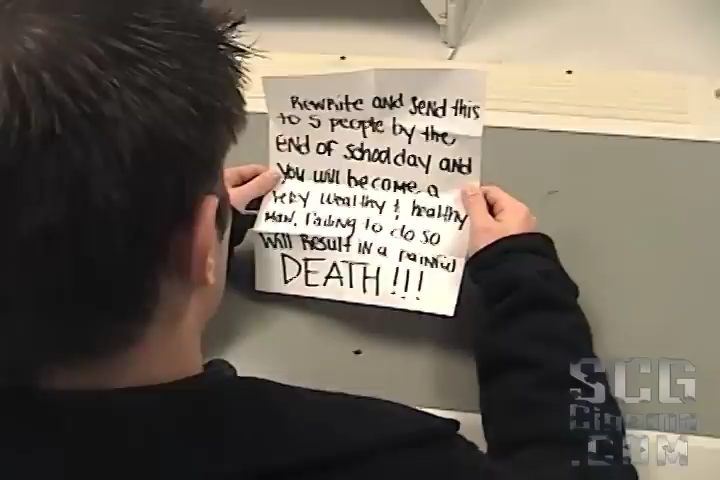 Rewrite and send this
to 5 people by the
End of school day and
you will become a
very wealthy & healthy
man. Failing to do so
will Result in a painful
DEATH!!!
SCG
Cinema
.COM